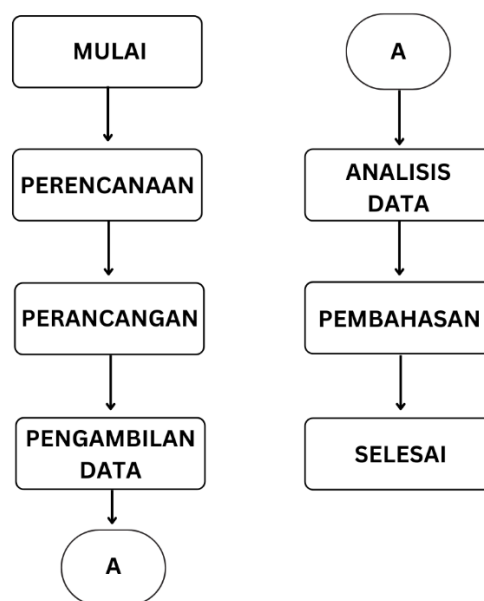 MULAI
PERENCANAAN
PERANCANGAN
PENGAMBILAN
DATA
A
A
ANALISIS
DATA
PEMBAHASAN
SELESAI